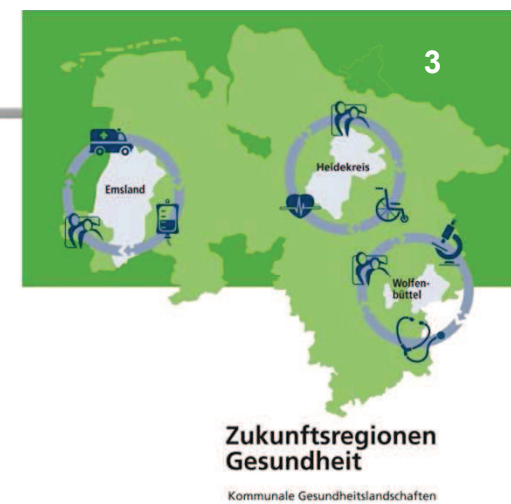 3
Heidekreis
Emsland
Wolfen-
büttel
Zukunftsregionen
Gesundheit
Kommunale Gesundheitslandschaften